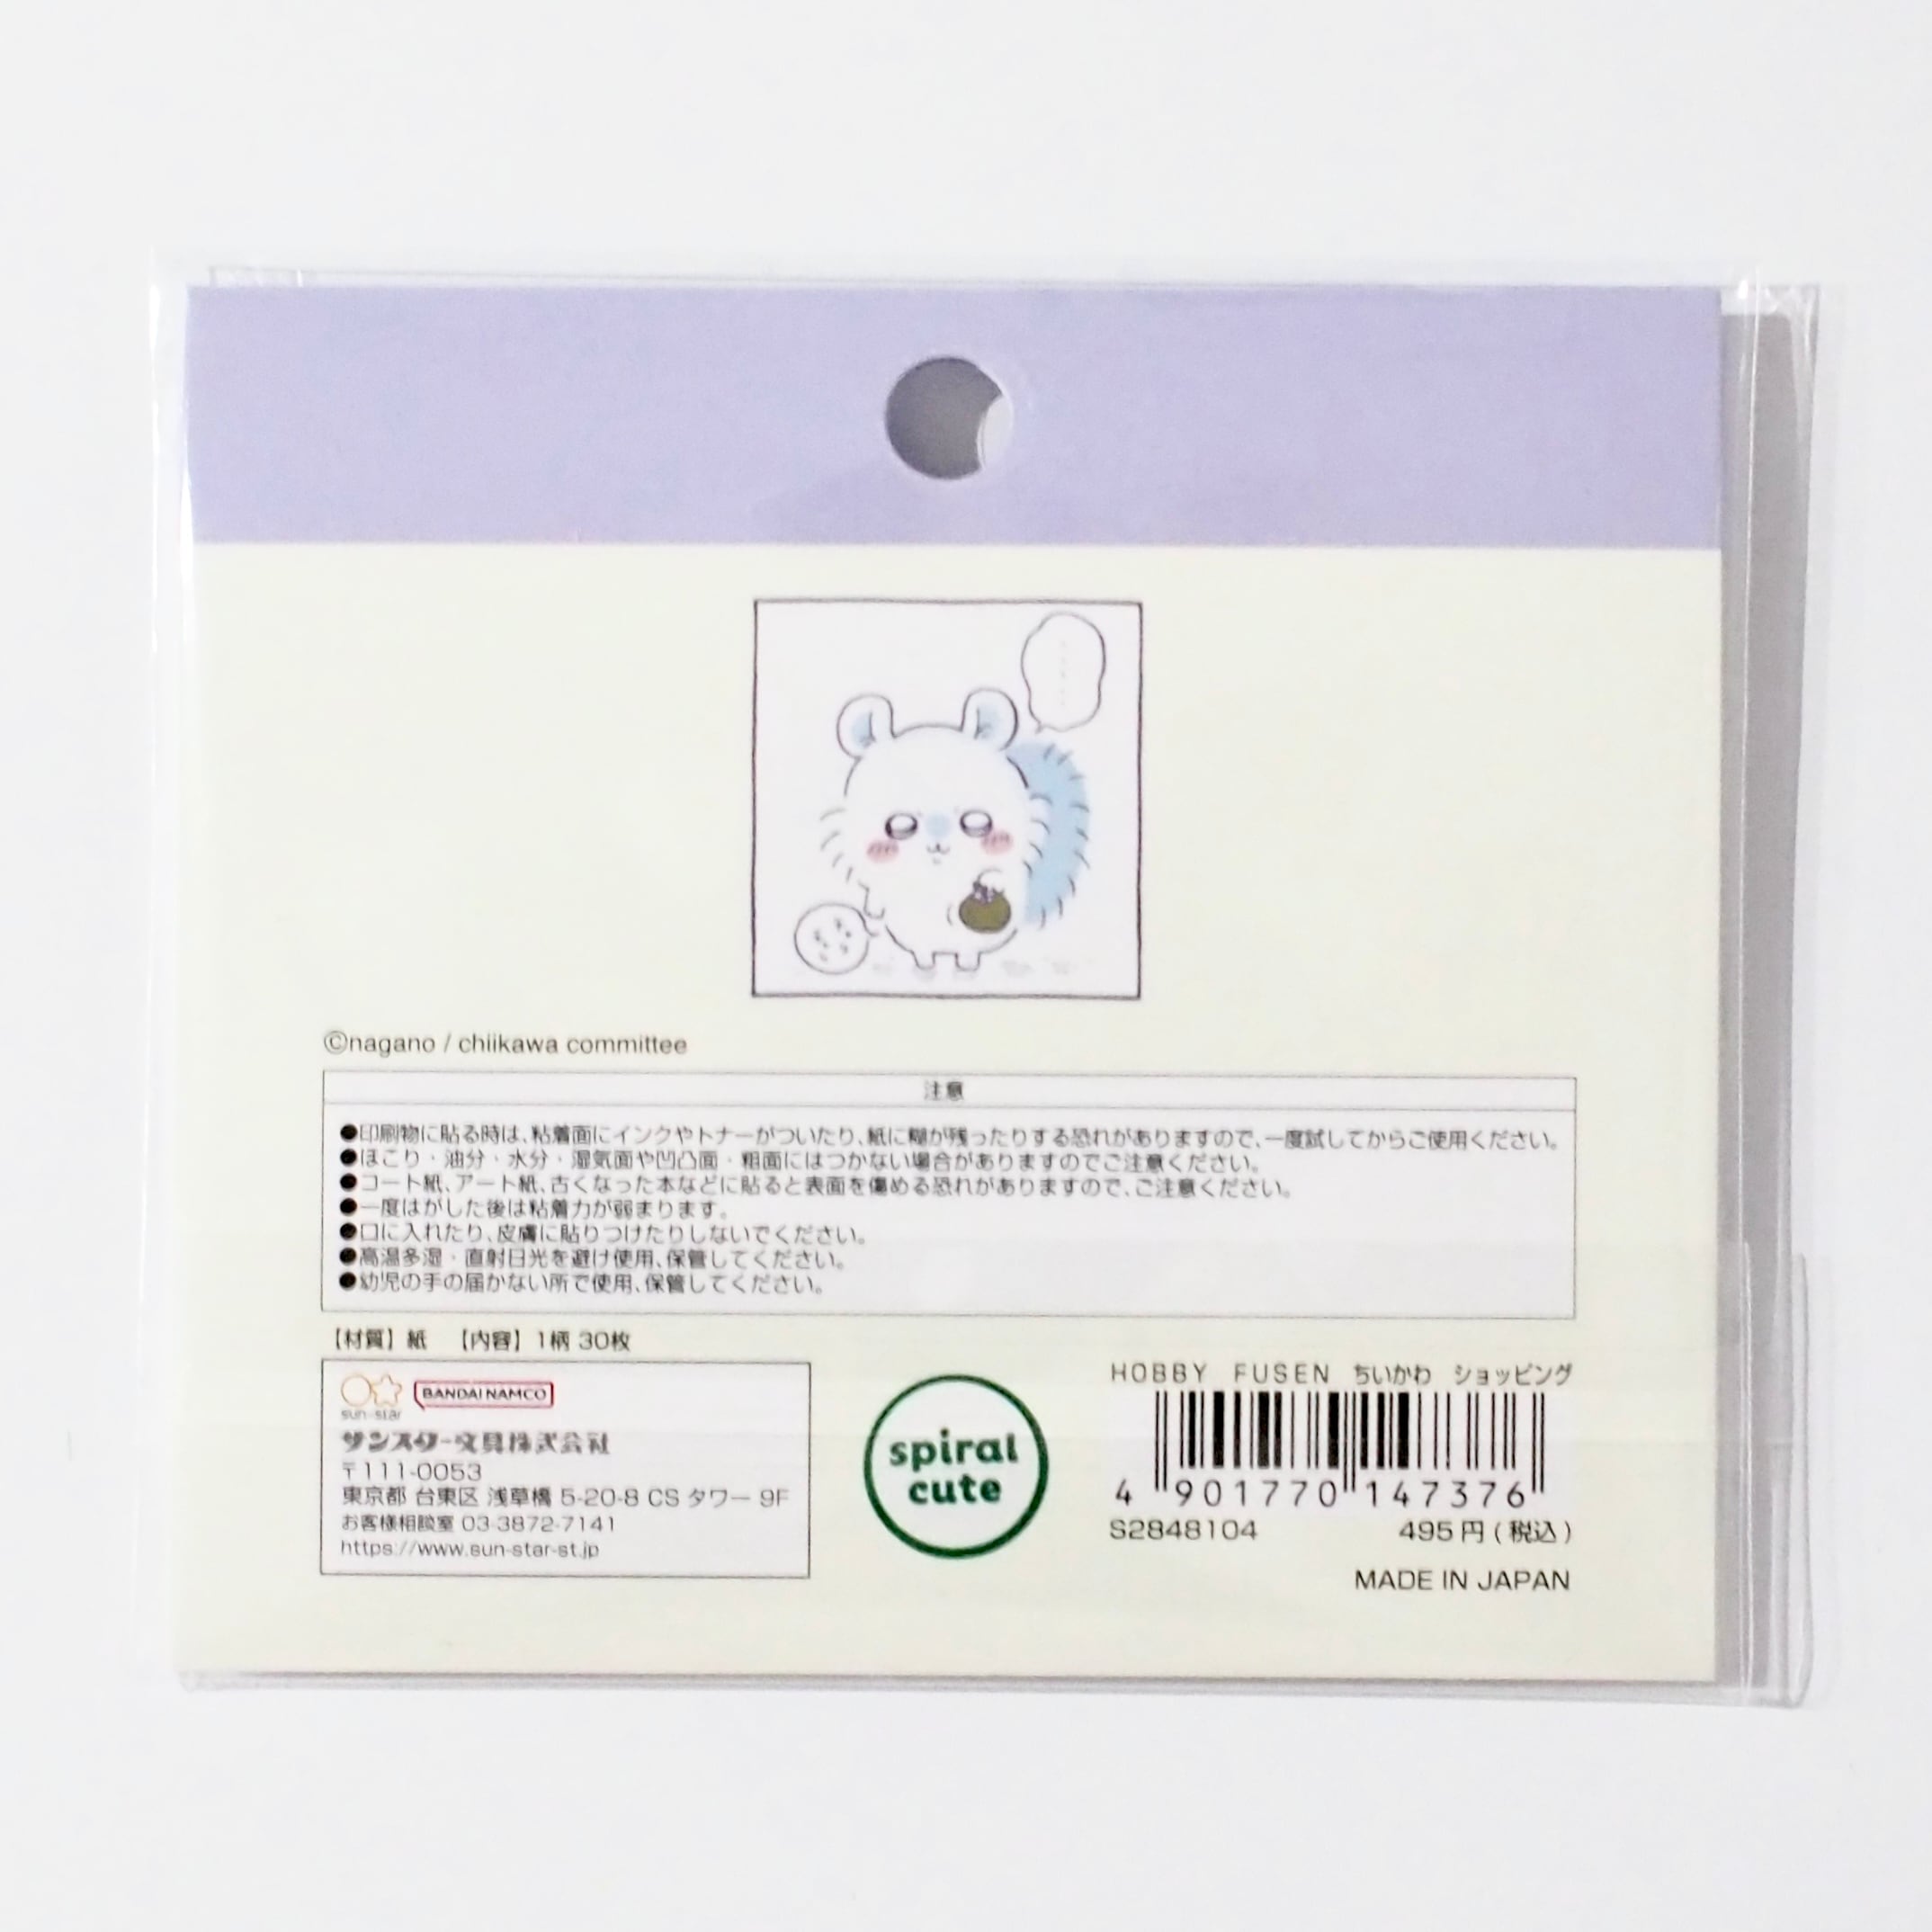 ©nagano / chiikawa committee
注意
●印刷物に貼る時は、粘着面にインクやトナーがついたり、紙に糊が残ったりする恐れがありますので、一度試してからご使用ください。
●ほこり・油分・水分・湿気面や凹凸面・粗面にはつかない場合がありますのでご注意ください。
●コート紙、アート紙、古くなった本などに貼ると表面を傷める恐れがありますので、ご注意ください。
●一度はがした後は粘着力が弱まります。
●口に入れたり、皮膚に貼りつけたりしないでください。
●高温多湿・直射日光を避け使用、保管してください。
●幼児の手の届かない所で使用、保管してください。
【材質】紙 【内容】1柄 30枚
sun-star BANDAI NAMCO
サンスター文具株式会社
〒111-0053
東京都 台東区 浅草橋 5-20-8 CS タワー 9F
お客様相談室 03-3872-7141
https://www.sun-star-st.jp
spiral
cute
HOBBY FUSEN ちいかわ ショッピング
4 901770 147376
S2848104 495円(税込)
MADE IN JAPAN